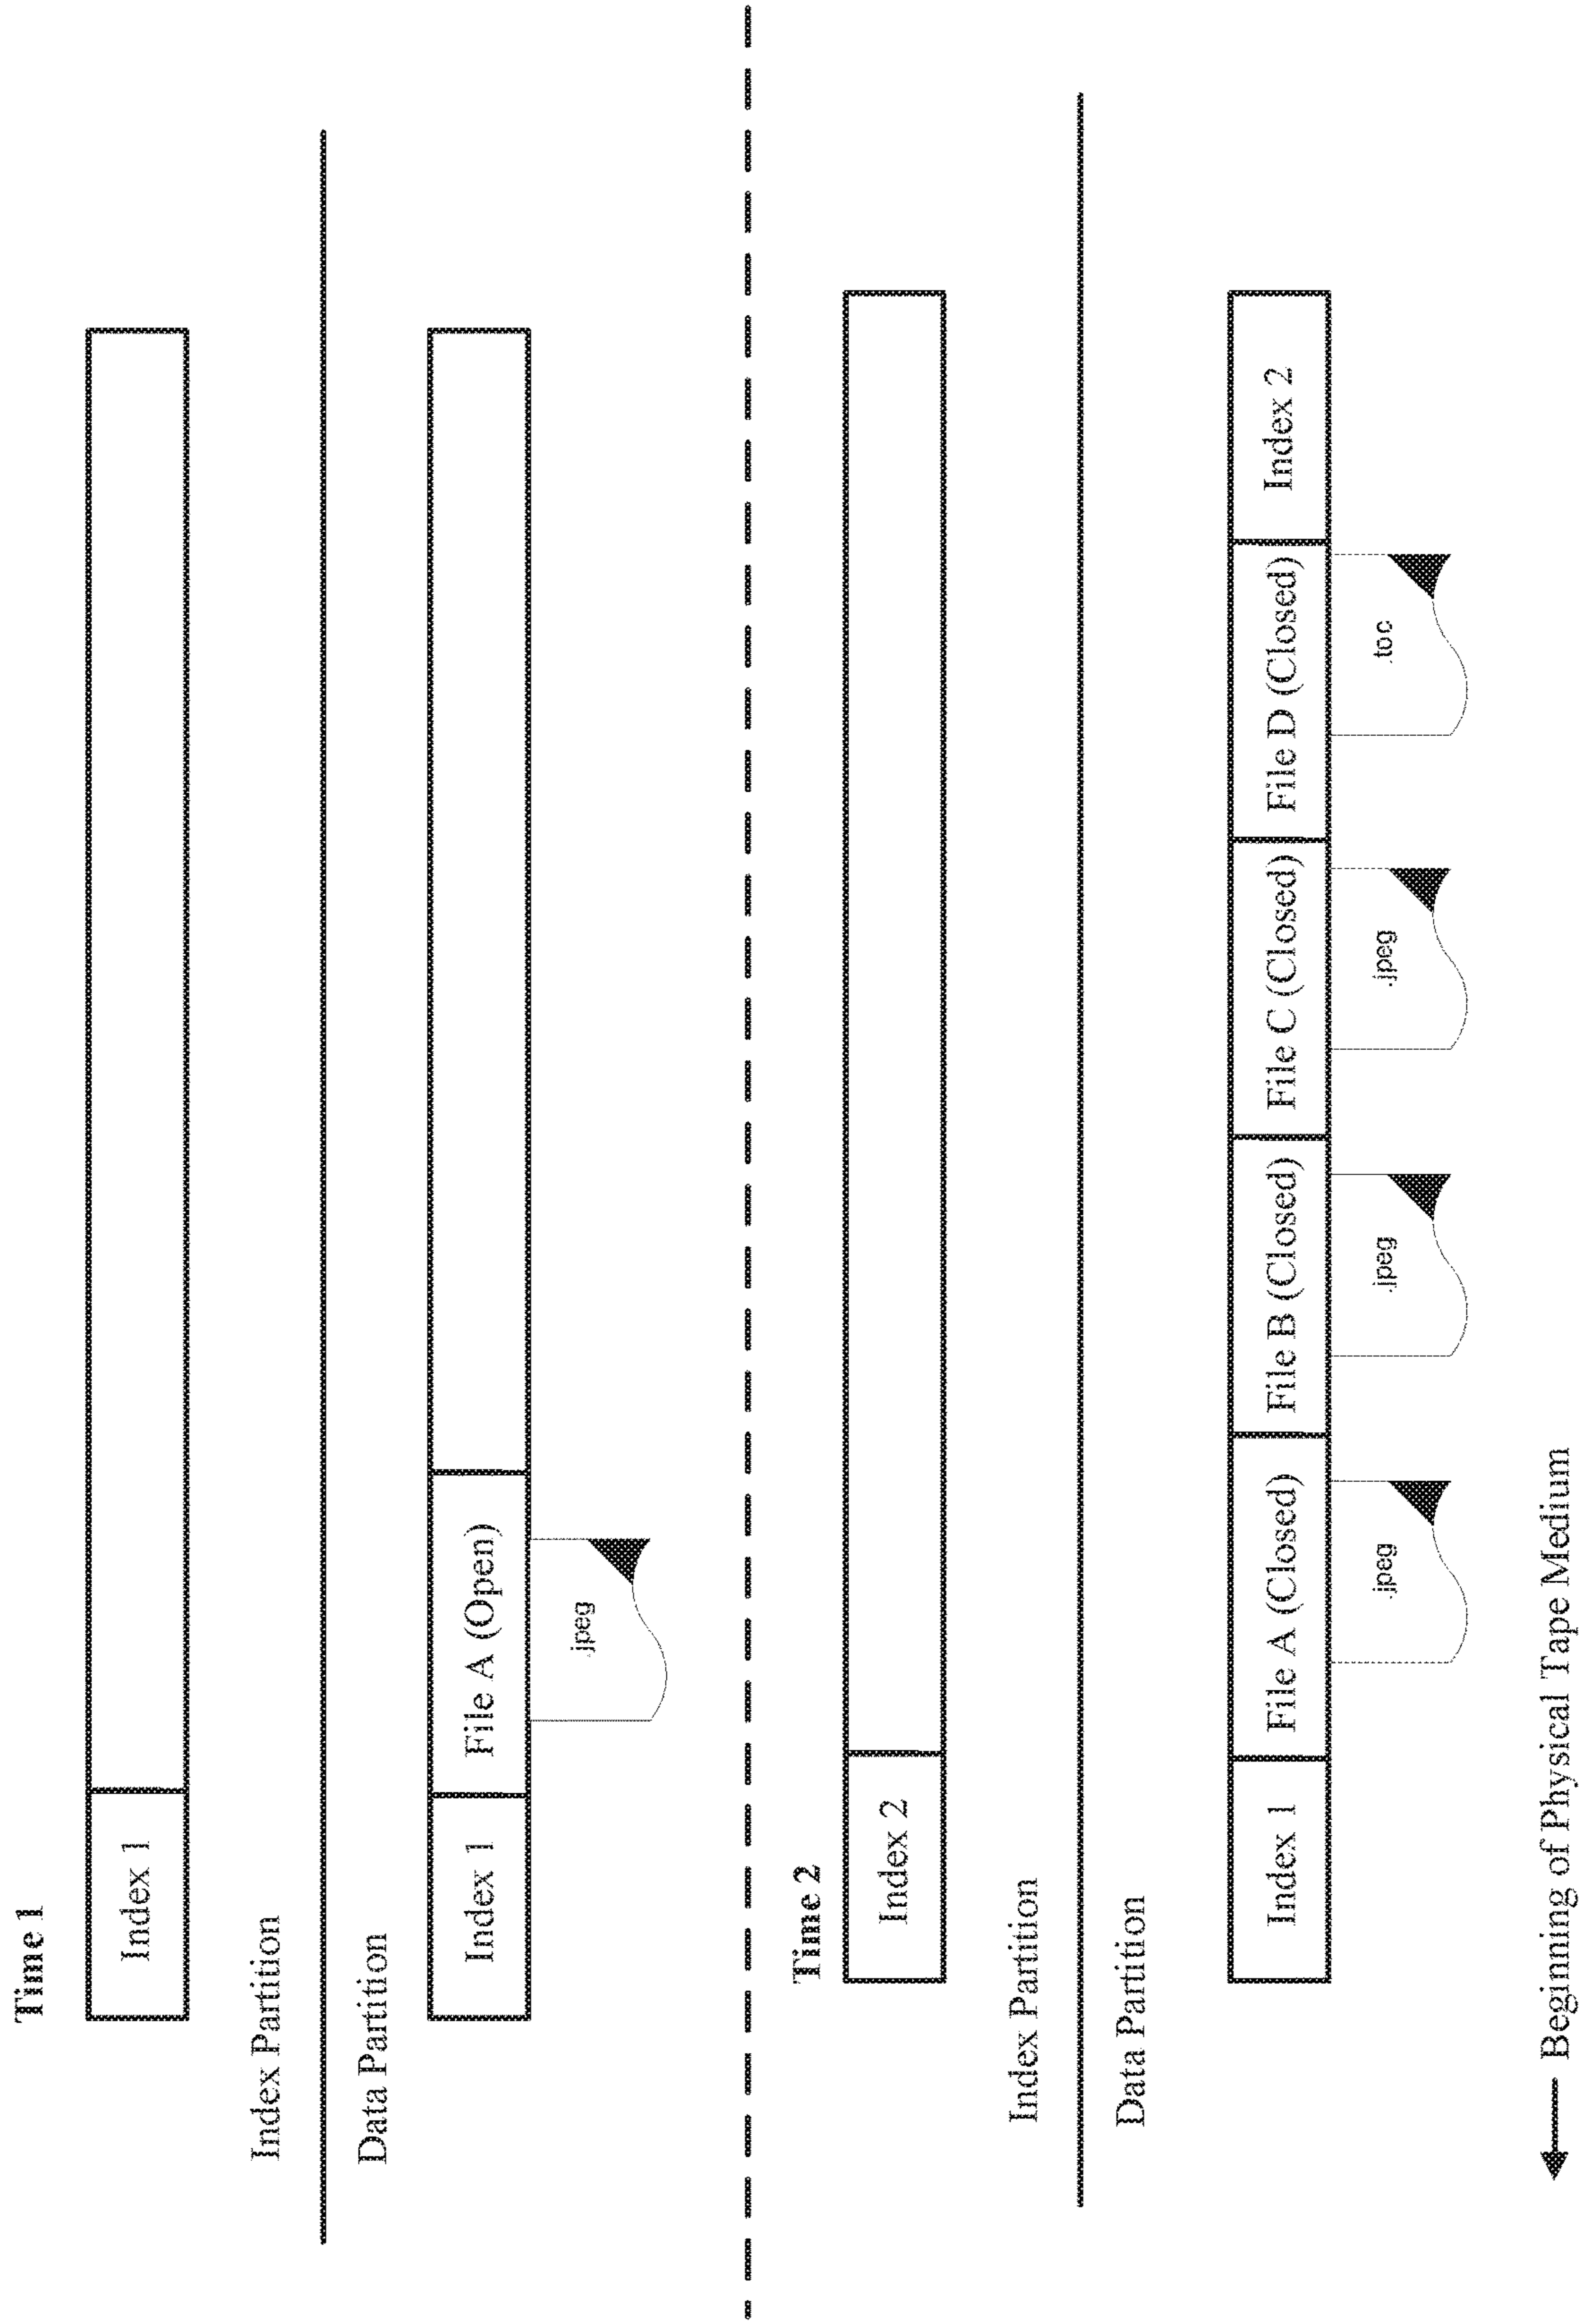 Time 1
Index 1
Index Partition
Data Partition
Index 1
File A (Open)
.jpeg
Time 2
Index 2
Index Partition
Data Partition
Index 1
File A (Closed)
File B (Closed)
File C (Closed)
File D (Closed)
Index 2
.jpeg
.jpeg
.jpeg
.toc
Beginning of Physical Tape Medium